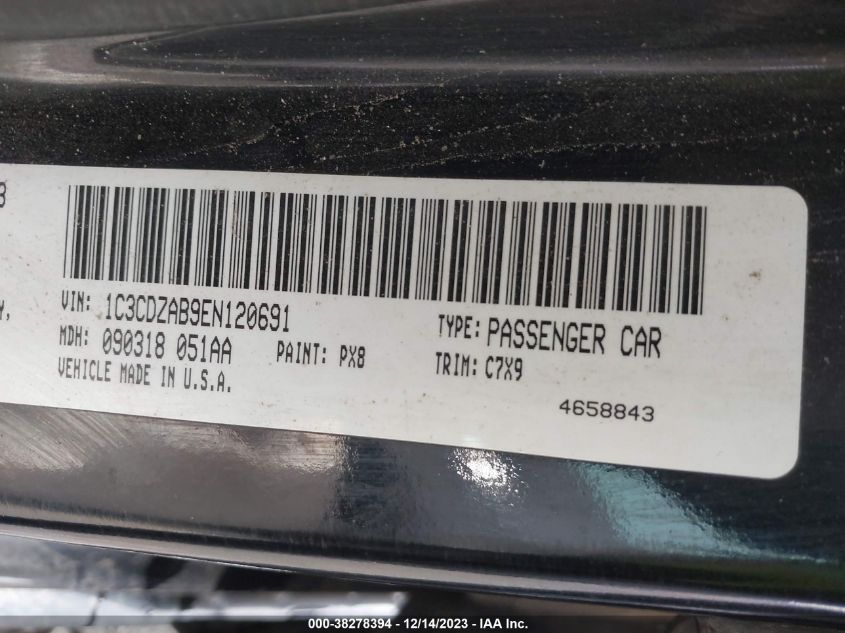 3
VIN: 1C3CDZAB9EN120691
TYPE: PASSENGER CAR
Y,
MDH: 090318 051AA
PAINT: PX8
TRIM: C7X9
VEHICLE MADE IN U.S.A.
4658843
000-38278394 - 12/14/2023 - IAA Inc.